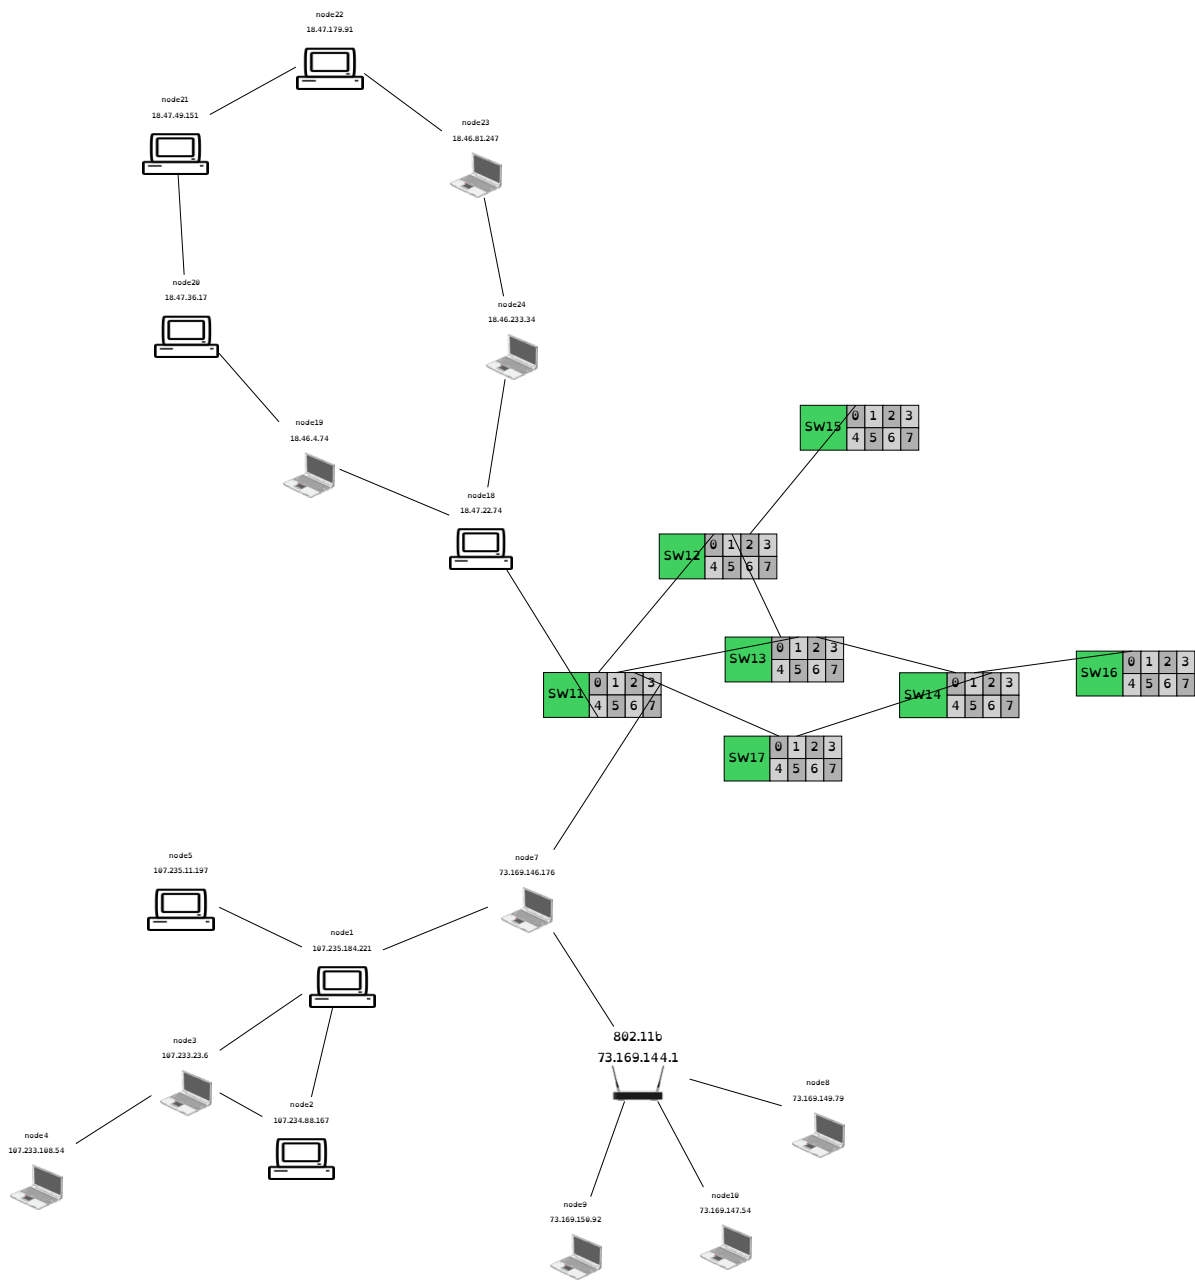 node22
18.47.179.91
node21
18.47.49.151
node23
18.46.81.247
node20
18.47.36.17
node24
18.46.233.34
node19
18.46.4.74
SW15 0 1 2 3
4 5 6 7
node18
18.47.22.74
SW12 0 1 2 3
4 5 6 7
SW13 0 1 2 3
4 5 6 7
SW16 0 1 2 3
4 5 6 7
SW11 0 1 2 3
4 5 6 7
SW14 0 1 2 3
4 5 6 7
SW17 0 1 2 3
4 5 6 7
node5
107.235.11.197
node7
73.169.146.176
node1
107.235.184.221
802.11b
73.169.144.1
node3
107.233.23.6
node8
73.169.149.79
node2
107.234.88.167
node4
107.233.108.54
node10
73.169.147.54
node9
73.169.150.92